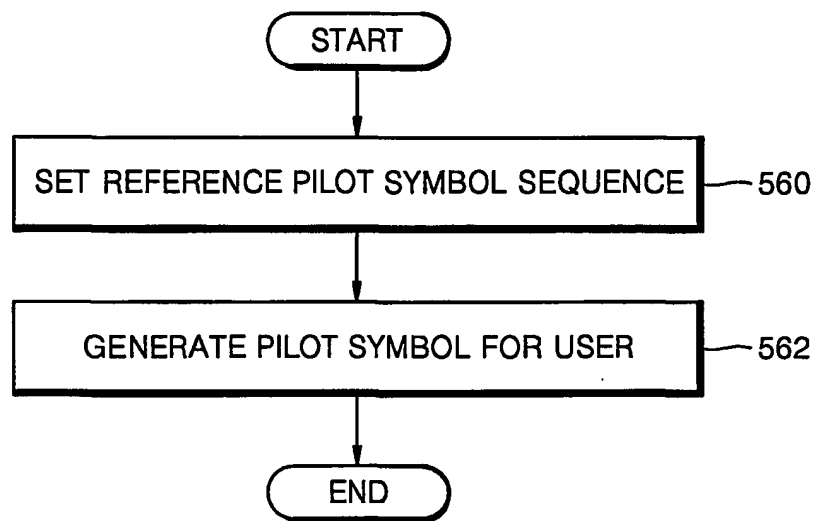 START
SET REFERENCE PILOT SYMBOL SEQUENCE
560
GENERATE PILOT SYMBOL FOR USER
562
END